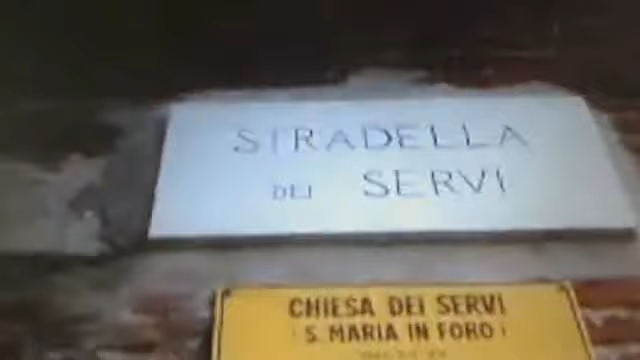 STRADELLA
DEI SERVI
CHIESA DEI SERVI
S. MARIA IN FORO